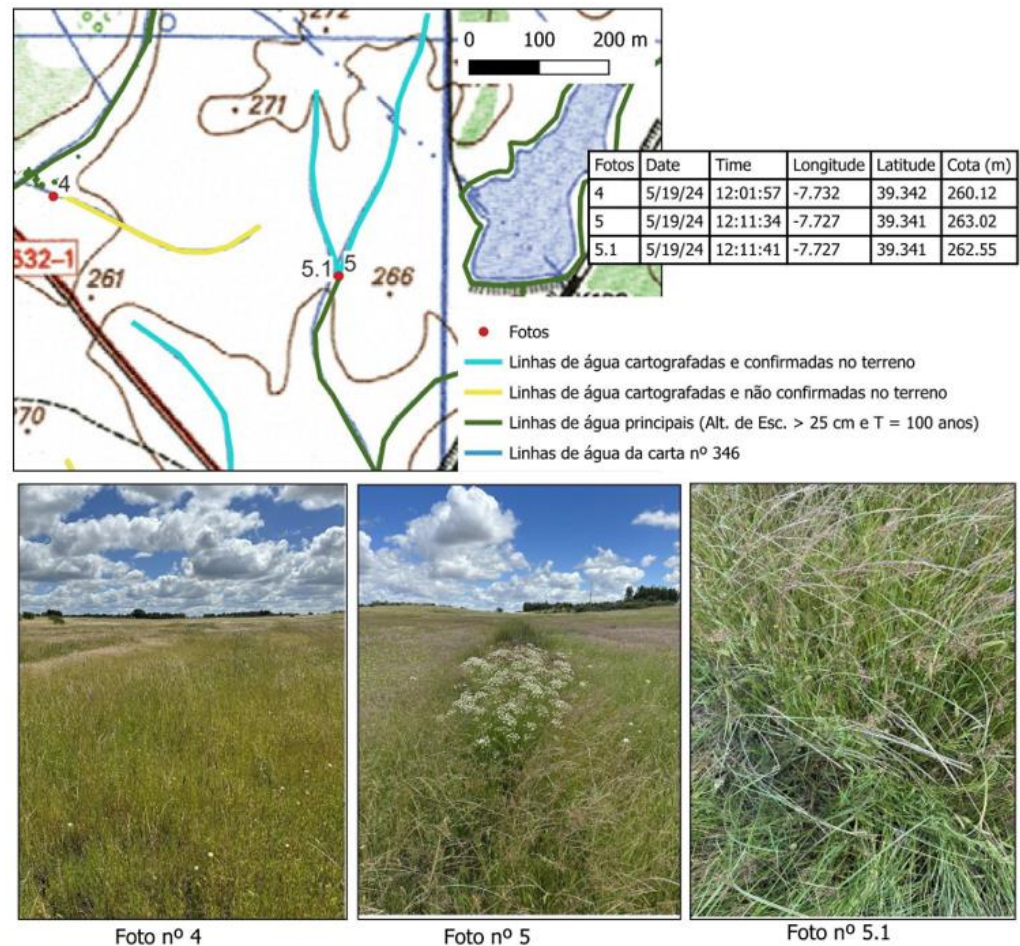 272
0 100 200 m
271
Fotos Date Time Longitude Latitude Cota (m)
4 5/19/24 12:01:57 -7.732 39.342 260.12
5 5/19/24 12:11:34 -7.727 39.341 263.02
5.1 5/19/24 12:11:41 -7.727 39.341 262.55
4
532-1
5.1 5
261
266
Fotos
Linhas de água cartografadas e confirmadas no terreno
Linhas de água cartografadas e não confirmadas no terreno
Linhas de água principais (Alt. de Esc. > 25 cm e T = 100 anos)
Linhas de água da carta nº 346
70
Foto nº 4
Foto nº 5
Foto nº 5.1